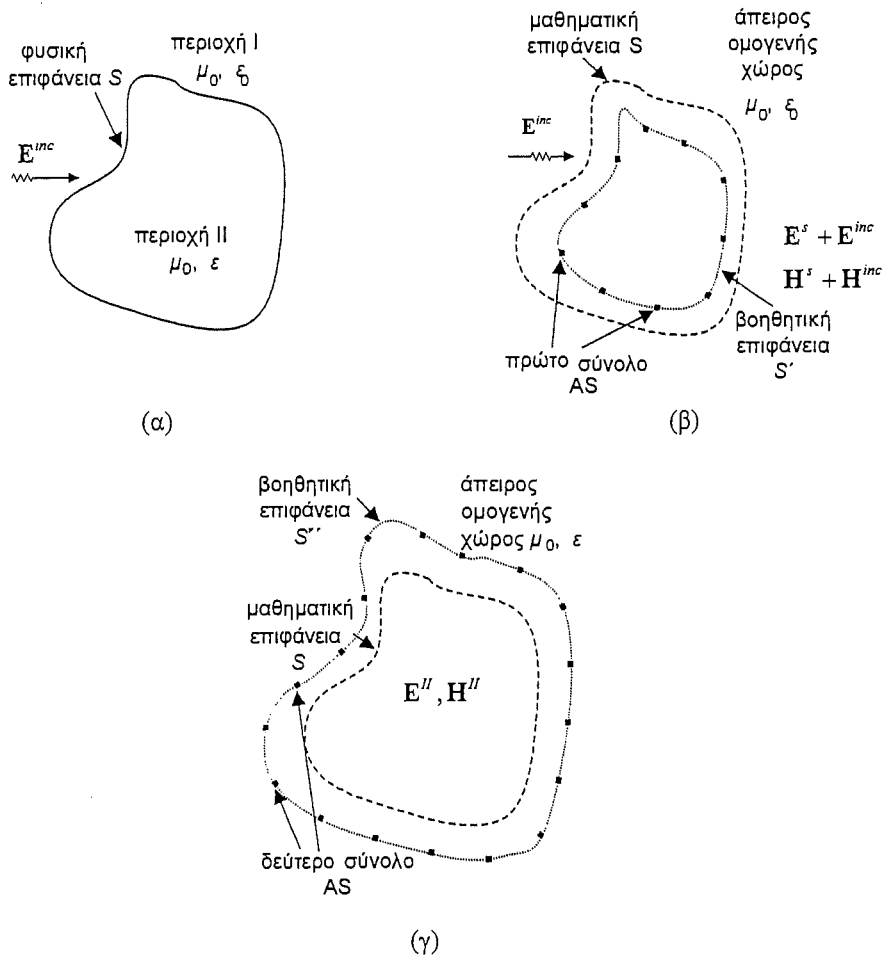 φυσική
επιφάνεια S
περιοχή I
μ₀, ε₀
E^inc
περιοχή II
μ₀, ε
(α)
μαθηματική
επιφάνεια S
άπειρος
ομογενής
χώρος
μ₀, ε₀
E^inc
E^s + E^inc
H^s + H^inc
βοηθητική
επιφάνεια
S′
πρώτο σύνολο
AS
(β)
βοηθητική
επιφάνεια
S′′
άπειρος
ομογενής
χώρος μ₀, ε
μαθηματική
επιφάνεια
S
E^II, H^II
δεύτερο σύνολο
AS
(γ)